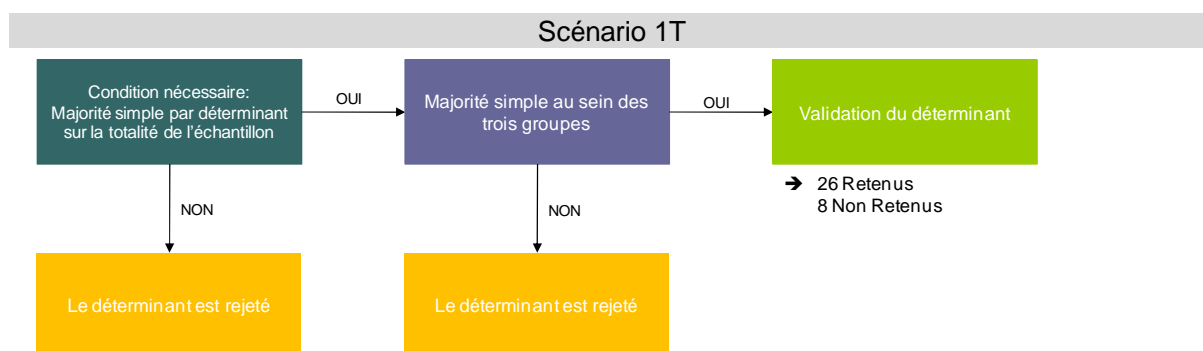 Scénario 1T
Condition nécessaire:
Majorité simple par déterminant
sur la totalité de l'échantillon
OUI
Majorité simple au sein des
trois groupes
OUI
Validation du déterminant
➔ 26 Retenus
8 Non Retenus
NON
NON
Le déterminant est rejeté
Le déterminant est rejeté